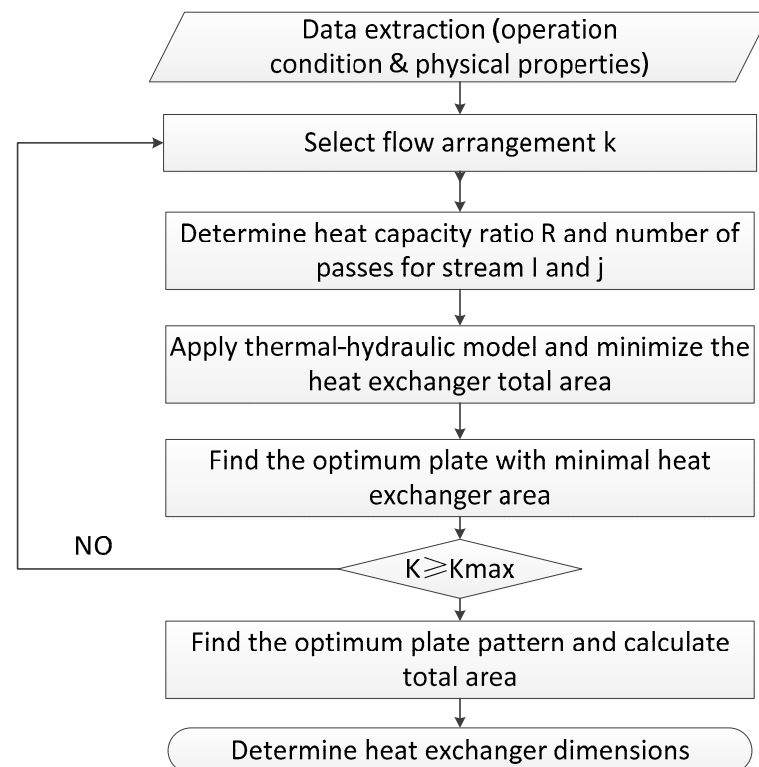 Data extraction (operation
condition & physical properties)
Select flow arrangement k
Determine heat capacity ratio R and number of
passes for stream I and j
Apply thermal-hydraulic model and minimize the
heat exchanger total area
Find the optimum plate with minimal heat
exchanger area
NO
K⩾Kmax
Find the optimum plate pattern and calculate
total area
Determine heat exchanger dimensions